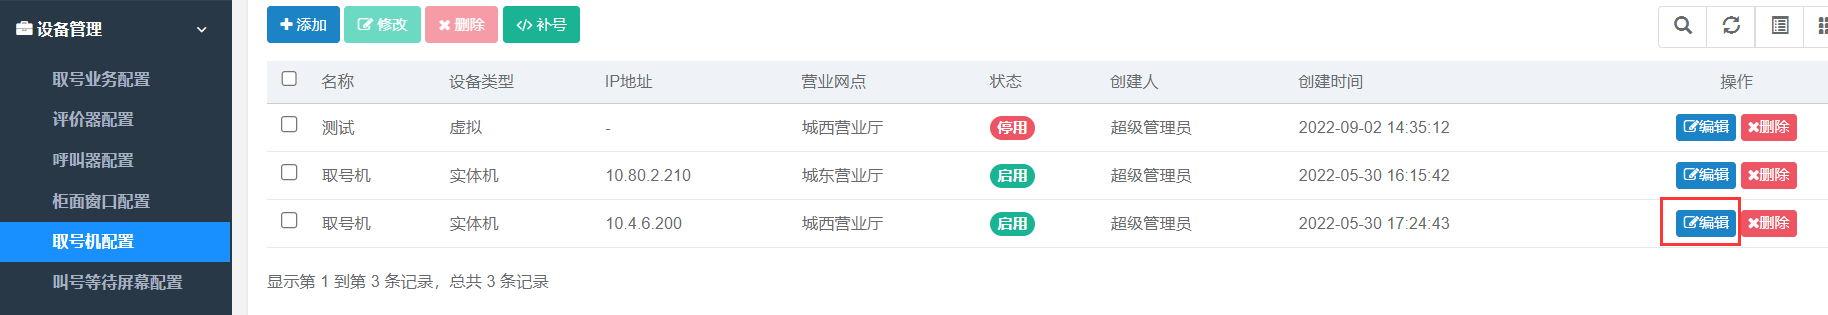 设备管理
取号业务配置
评价器配置
呼叫器配置
柜面窗口配置
取号机配置
叫号等待屏幕配置
添加 修改 删除 </> 补号
名称 设备类型 IP地址 营业网点 状态 创建人 创建时间 操作
测试 虚拟 - 城西营业厅 停用 超级管理员 2022-09-02 14:35:12 编辑 删除
取号机 实体机 10.80.2.210 城东营业厅 启用 超级管理员 2022-05-30 16:15:42 编辑 删除
取号机 实体机 10.4.6.200 城西营业厅 启用 超级管理员 2022-05-30 17:24:43 编辑 删除
显示第 1 到第 3 条记录，总共 3 条记录